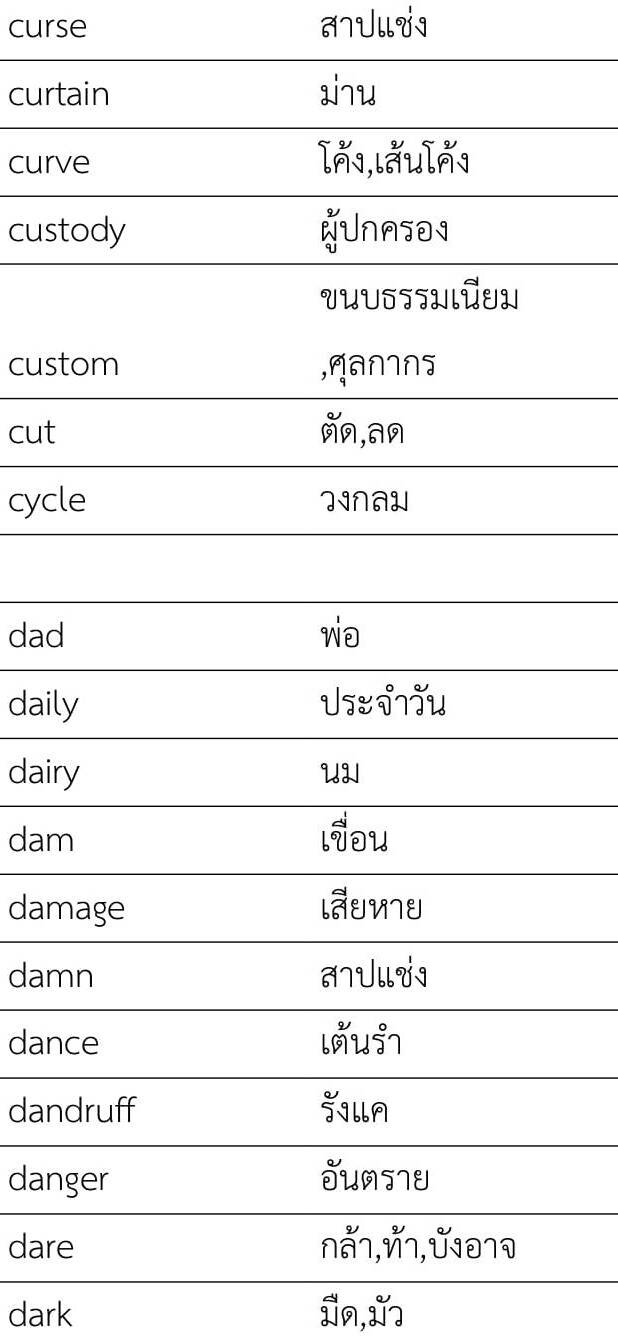 curse สาปแช่ง
curtain ม่าน
curve โค้ง,เส้นโค้ง
custody ผู้ปกครอง
ขนบธรรมเนียม
custom ,ศุลกากร
cut ตัด,ลด
cycle วงกลม
dad พ่อ
daily ประจำวัน
dairy นม
dam เขื่อน
damage เสียหาย
damn สาปแช่ง
dance เต้นรำ
dandruff รังแค
danger อันตราย
dare กล้า,ท้า,บังอาจ
dark มืด,มัว